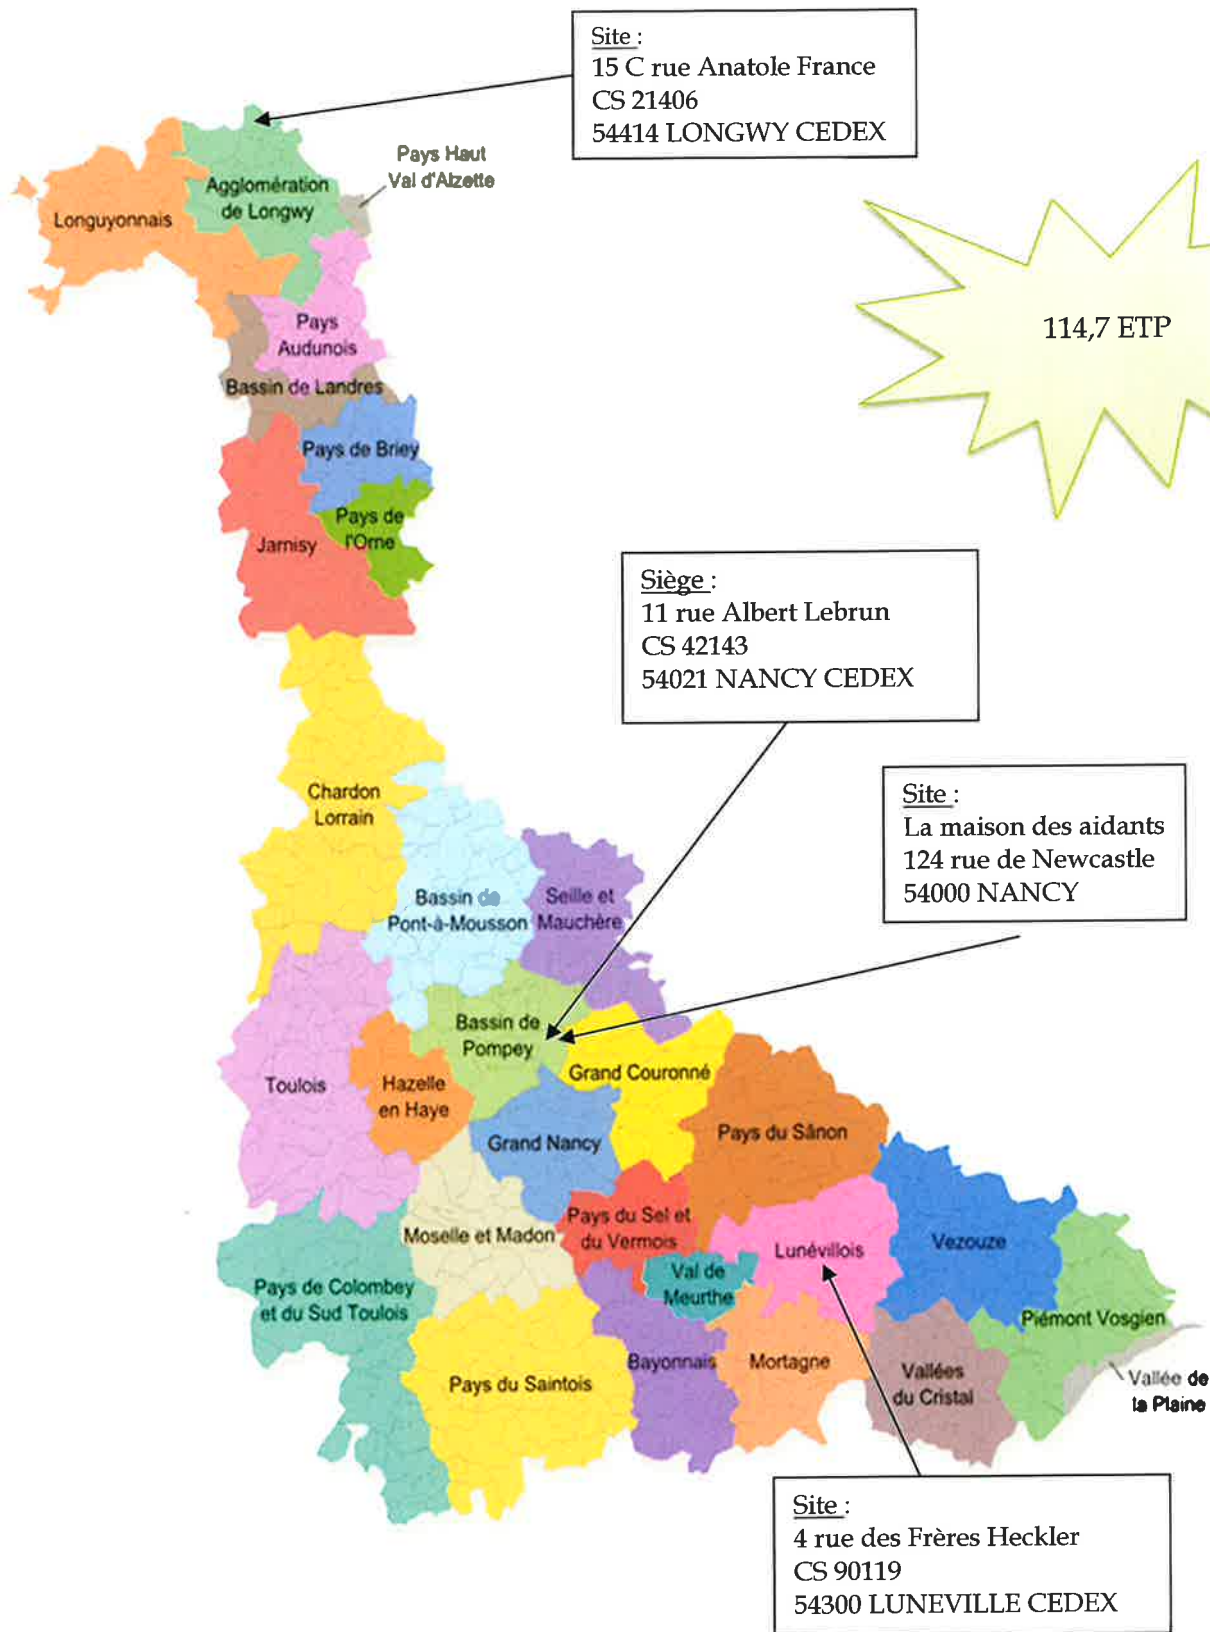 Site :
15 C rue Anatole France
CS 21406
54414 LONGWY CEDEX
Pays Haut
Val d'Alzette
Agglomération
de Longwy
Longuyonnais
114,7 ETP
Pays
Audunois
Bassin de Landres
Pays de Briey
Pays de
l'Orne
Jarnisy
Siège :
11 rue Albert Lebrun
CS 42143
54021 NANCY CEDEX
Chardon
Lorrain
Site :
La maison des aidants
124 rue de Newcastle
54000 NANCY
Bassin de
Pont-à-Mousson
Seille et
Mauchère
Bassin de
Pompey
Grand Couronné
Toulois
Hazelle
en Haye
Grand Nancy
Pays du Sânon
Moselle et Madon
Pays du Sel et
du Vermois
Lunévillois
Vezouze
Val de
Meurthe
Pays de Colombey
et du Sud Toulois
Piémont Vosgien
Pays du Saintois
Bayonnais
Mortagne
Vallées
du Cristal
Vallée de
la Plaine
Site :
4 rue des Frères Heckler
CS 90119
54300 LUNEVILLE CEDEX